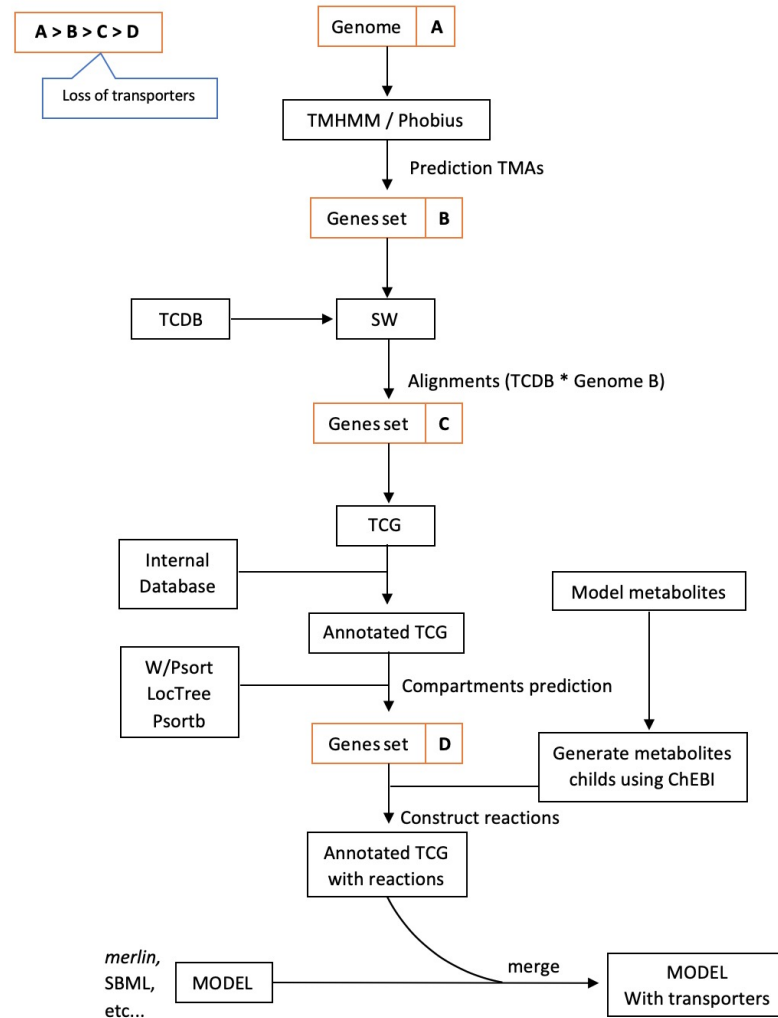 A > B > C > D
Loss of transporters
Genome A
TMHMM / Phobius
Prediction TMAs
Genes set B
TCDB
SW
Alignments (TCDB * Genome B)
Genes set C
TCG
Internal
Database
Model metabolites
Annotated TCG
W/Psort
LocTree
Psortb
Compartments prediction
Genes set D
Generate metabolites
childs using ChEBI
Construct reactions
Annotated TCG
with reactions
merlin,
SBML,
etc...
MODEL
merge
MODEL
With transporters